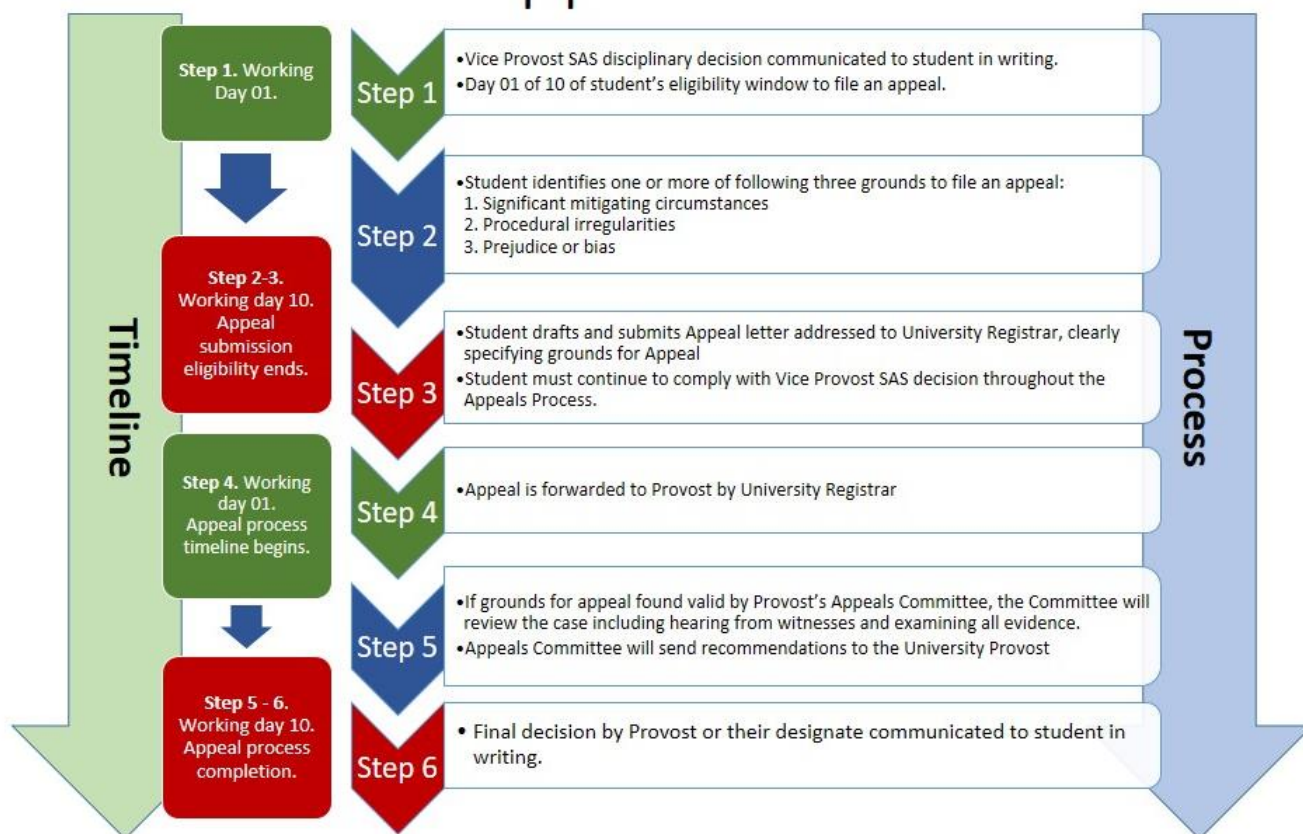 Timeline
Step 1. Working
Day 01.
Step 2-3.
Working day 10.
Appeal
submission
eligibility ends.
Step 4. Working
day 01.
Appeal process
timeline begins.
Step 5 - 6.
Working day 10.
Appeal process
completion.
Step 1
•Vice Provost SAS disciplinary decision communicated to student in writing.
•Day 01 of 10 of student's eligibility window to file an appeal.
Step 2
•Student identifies one or more of following three grounds to file an appeal:
1. Significant mitigating circumstances
2. Procedural irregularities
3. Prejudice or bias
Step 3
•Student drafts and submits Appeal letter addressed to University Registrar, clearly
specifying grounds for Appeal
•Student must continue to comply with Vice Provost SAS decision throughout the
Appeals Process.
Step 4
•Appeal is forwarded to Provost by University Registrar
Step 5
•If grounds for appeal found valid by Provost's Appeals Committee, the Committee will
review the case including hearing from witnesses and examining all evidence.
•Appeals Committee will send recommendations to the University Provost
Step 6
• Final decision by Provost or their designate communicated to student in
writing.
Process